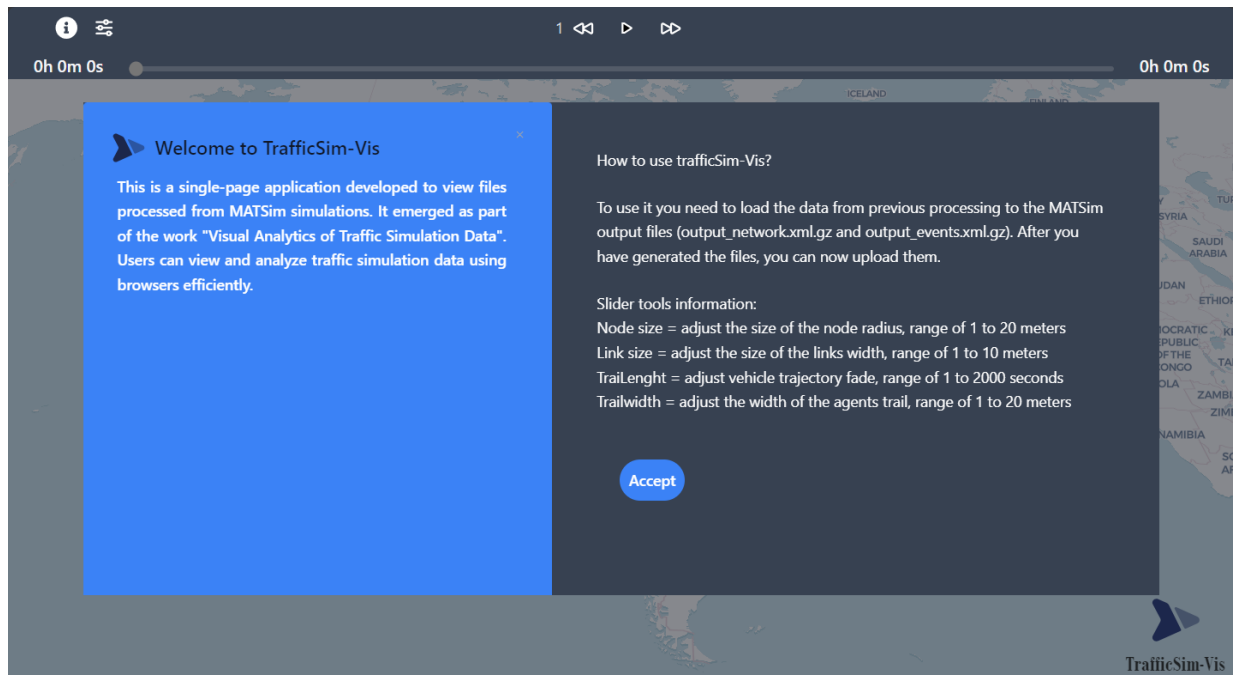 1
0h 0m 0s
0h 0m 0s
ICELAND
Welcome to TrafficSim-Vis
×
This is a single-page application developed to view files
processed from MATSim simulations. It emerged as part
of the work "Visual Analytics of Traffic Simulation Data".
Users can view and analyze traffic simulation data using
browsers efficiently.
How to use trafficSim-Vis?
To use it you need to load the data from previous processing to the MATSim
output files (output_network.xml.gz and output_events.xml.gz). After you
have generated the files, you can now upload them.
Slider tools information:
Node size = adjust the size of the node radius, range of 1 to 20 meters
Link size = adjust the size of the links width, range of 1 to 10 meters
TraiLenght = adjust vehicle trajectory fade, range of 1 to 2000 seconds
Trailwidth = adjust the width of the agents trail, range of 1 to 20 meters
Accept
SYRIA
SAUDI
ARABIA
NAMIBIA
TrafficSim-Vis